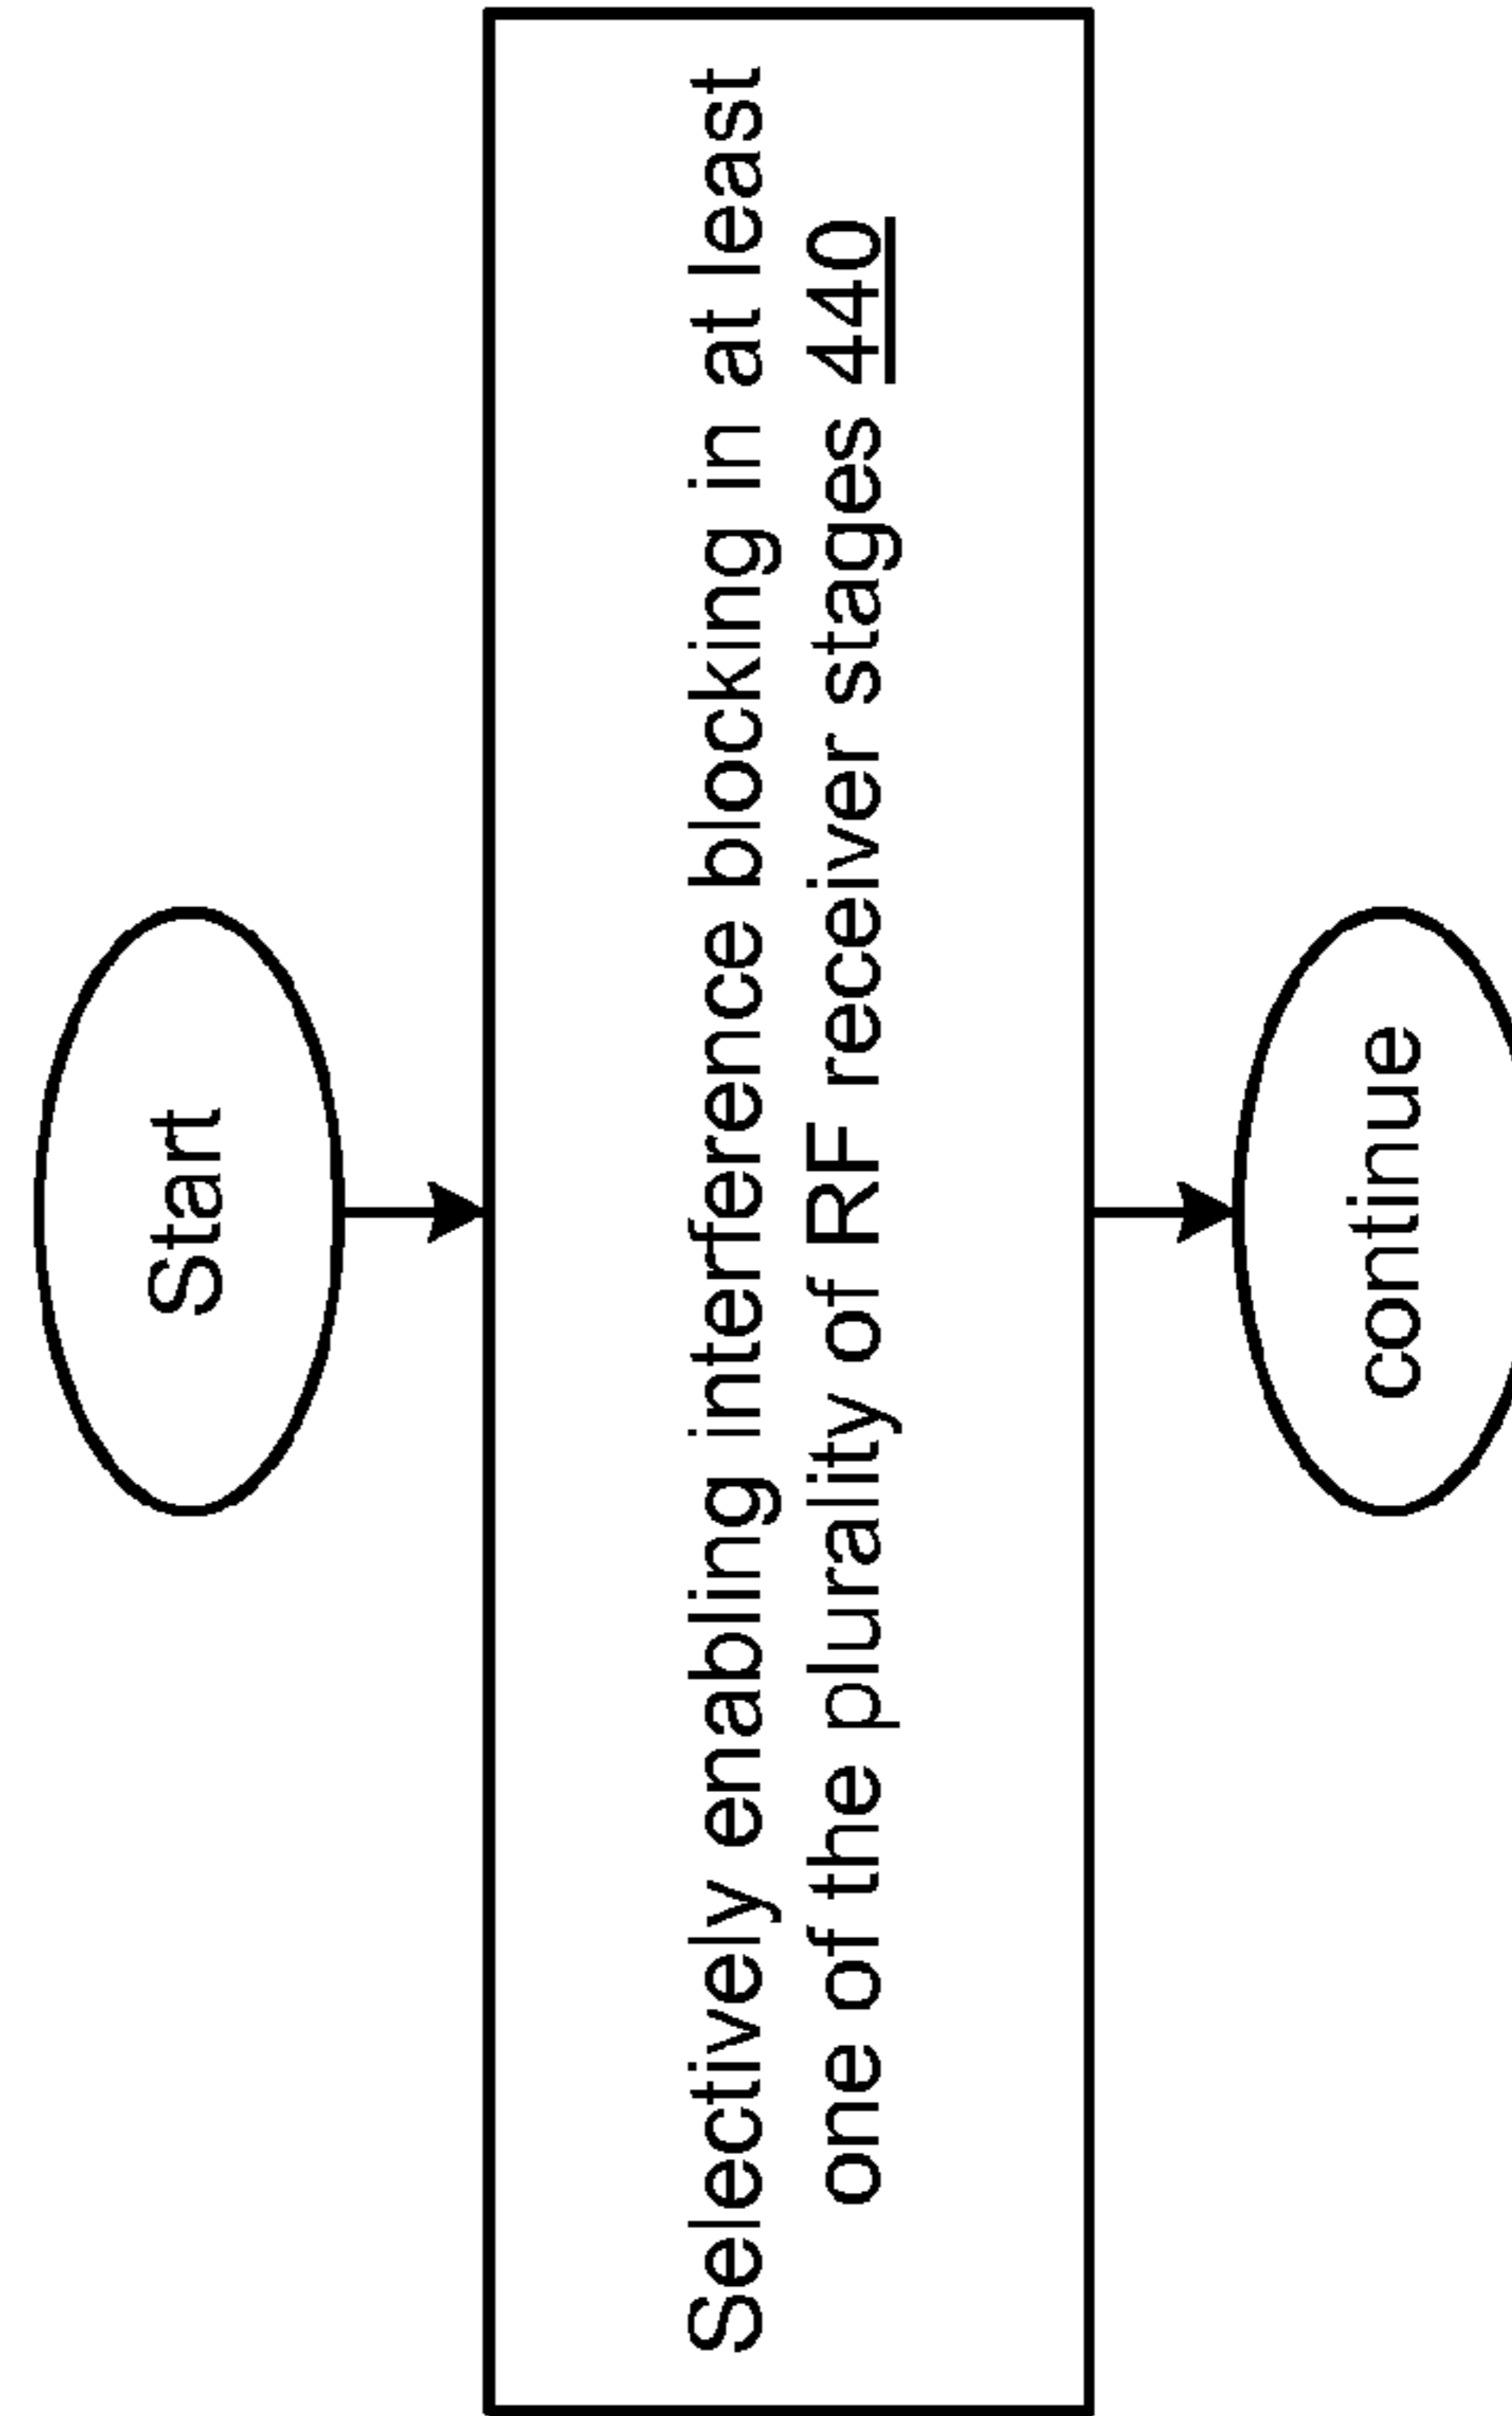 Start
Selectively enabling interference blocking in at least
one of the plurality of RF receiver stages 440
continue